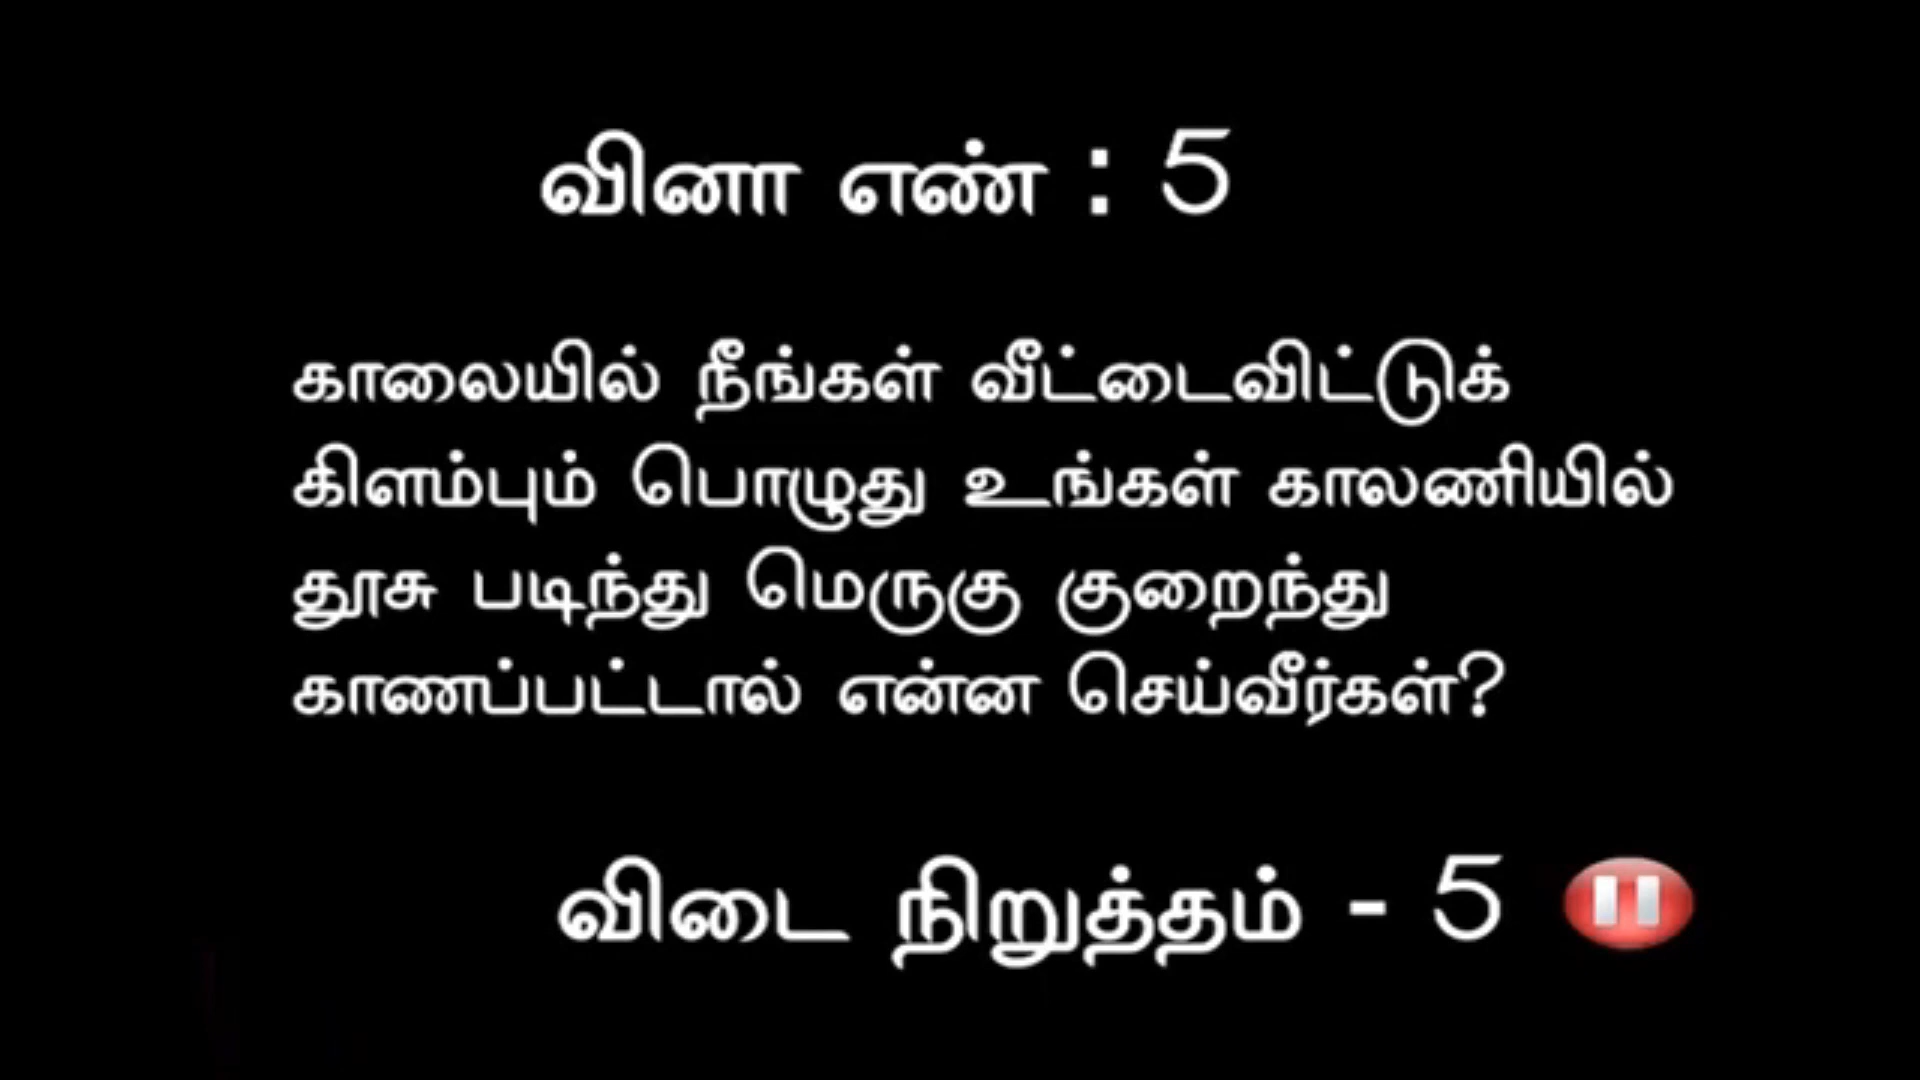 வினா எண் : 5
காலையில் நீங்கள் வீட்டைவிட்டுக்
கிளம்பும் பொழுது உங்கள் காலணியில்
தூசு படிந்து மெருகு குறைந்து
காணப்பட்டால் என்ன செய்வீர்கள்?
விடை நிறுத்தம் - 5